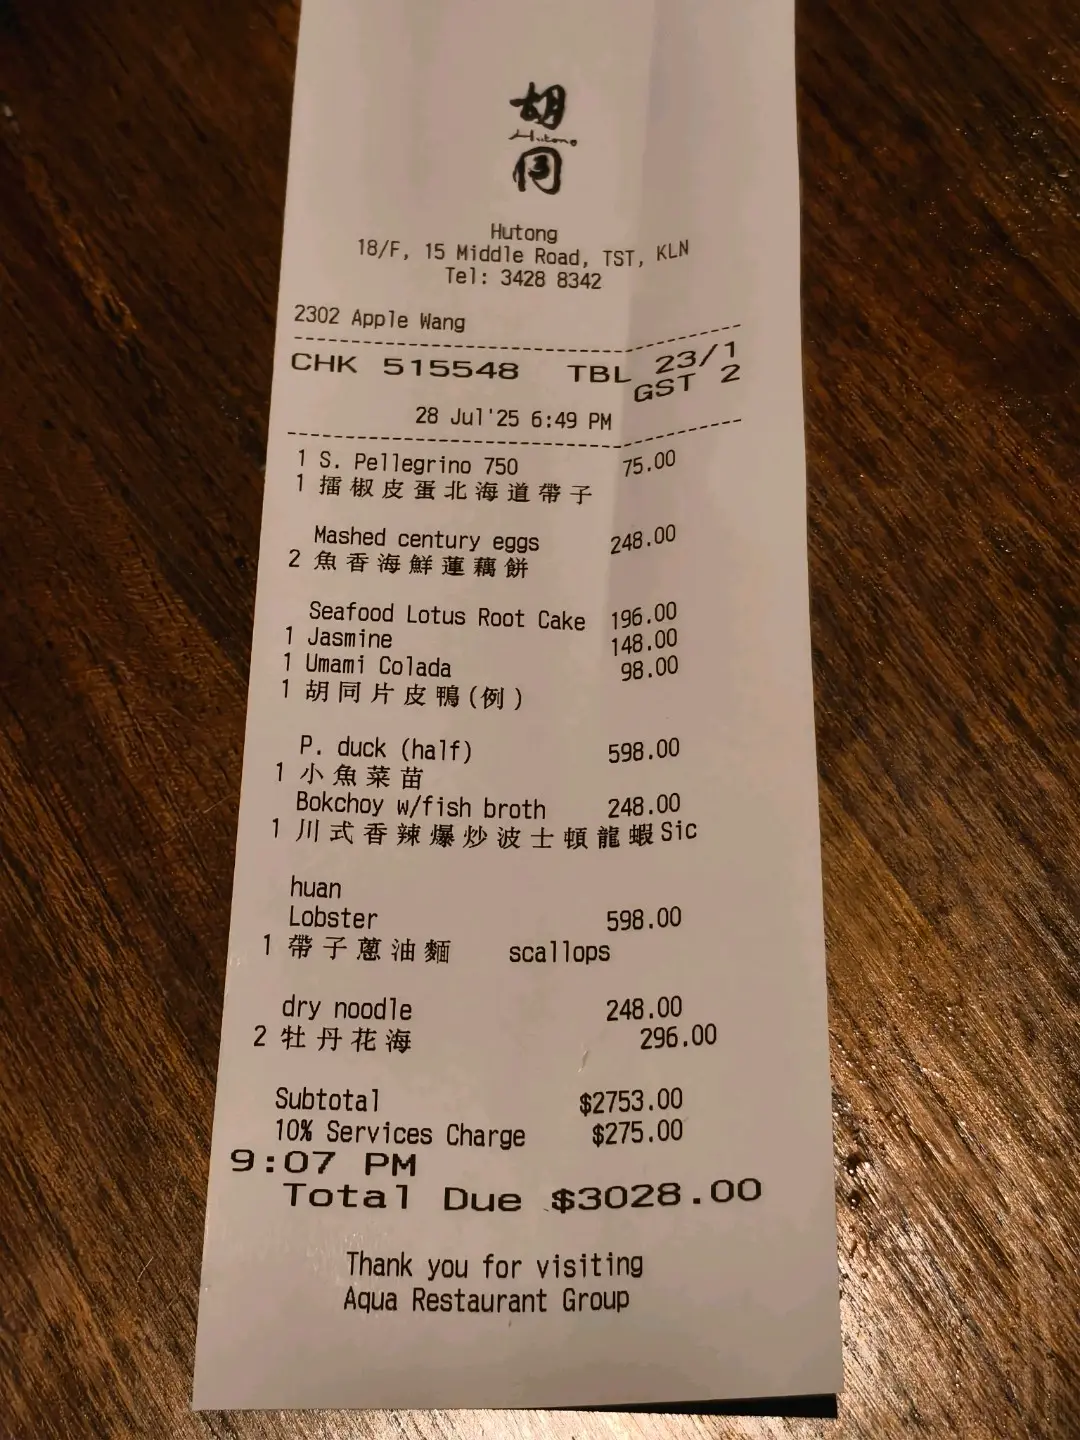 胡
Hutong
同
Hutong
18/F, 15 Middle Road, TST, KLN
Tel: 3428 8342
2302 Apple Wang
CHK 515548 TBL 23/1
GST 2
28 Jul'25 6:49 PM
1 S. Pellegrino 750 75.00
1 擂椒皮蛋北海道帶子
Mashed century eggs 248.00
2 魚香海鮮蓮藕餅
Seafood Lotus Root Cake 196.00
1 Jasmine 148.00
1 Umami Colada 98.00
1 胡同片皮鴨(例)
P. duck (half) 598.00
1 小魚菜苗
Bokchoy w/fish broth 248.00
1 川式香辣爆炒波士頓龍蝦Sic
huan
Lobster 598.00
1 帶子蔥油麵 scallops
dry noodle 248.00
2 牡丹花海 296.00
Subtotal $2753.00
10% Services Charge $275.00
9:07 PM
Total Due $3028.00
Thank you for visiting
Aqua Restaurant Group